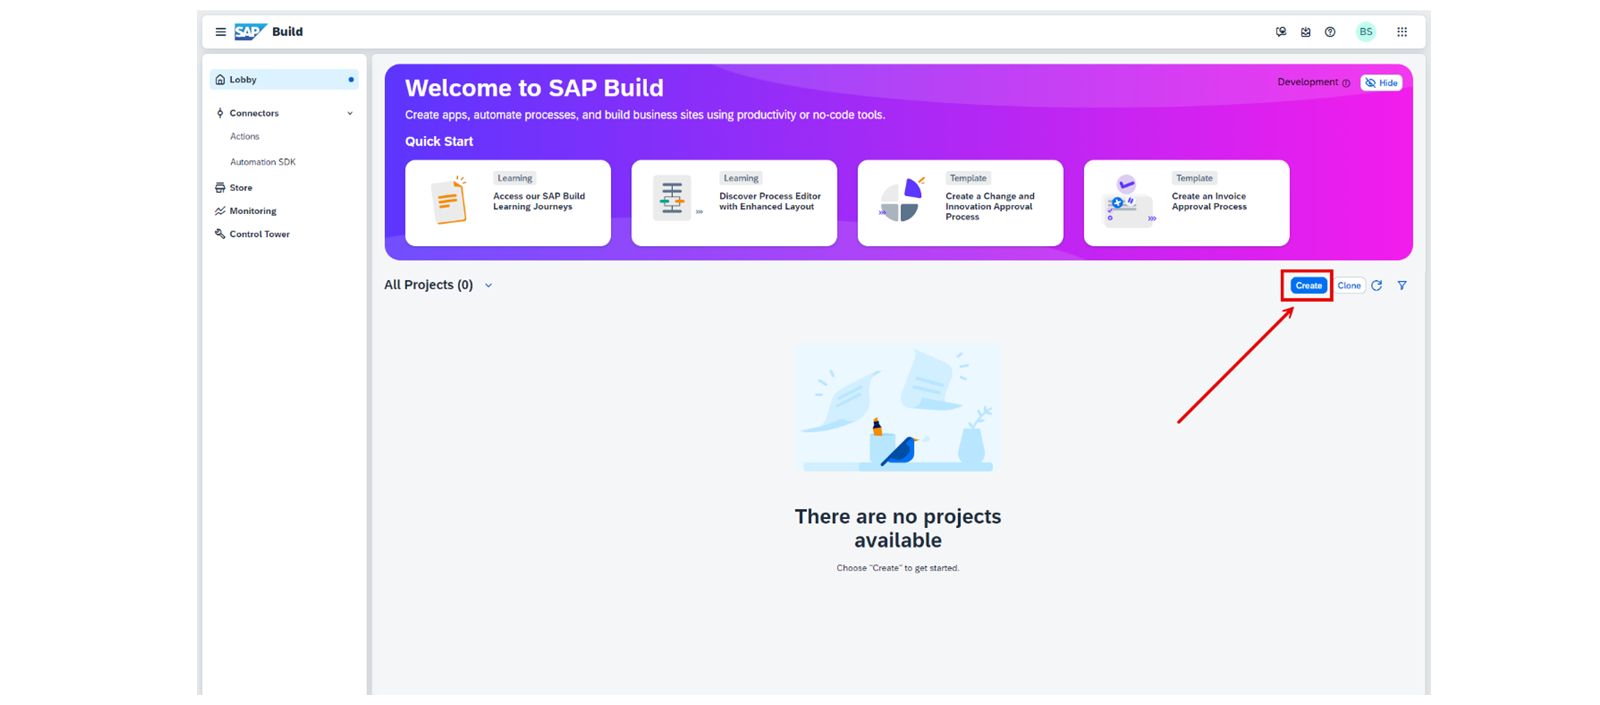 SAP Build
BS
Lobby
Connectors
Actions
Automation SDK
Store
Monitoring
Control Tower
Welcome to SAP Build
Development
Hide
Create apps, automate processes, and build business sites using productivity or no-code tools.
Quick Start
Learning
Access our SAP Build
Learning Journeys
Learning
Discover Process Editor
with Enhanced Layout
Template
Create a Change and
Innovation Approval
Process
Template
Create an Invoice
Approval Process
All Projects (0)
Create
Clone
There are no projects
available
Choose "Create" to get started.